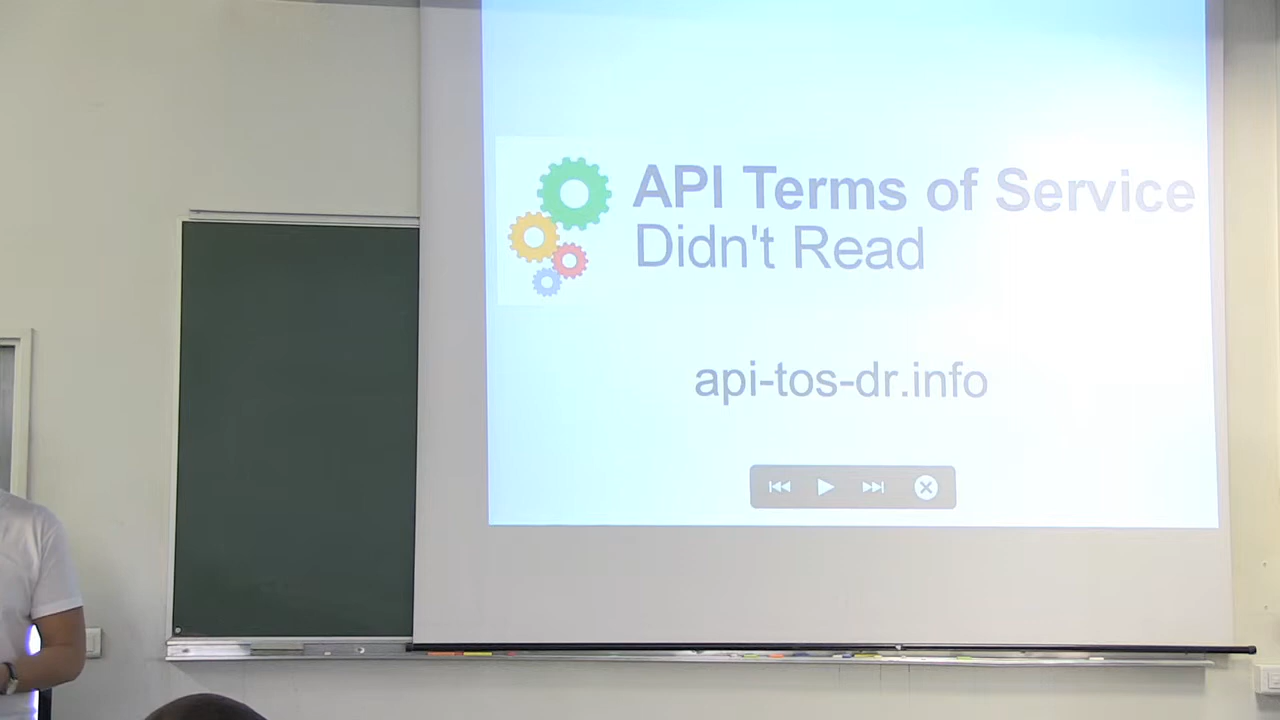 API Terms of Service
Didn't Read
api-tos-dr.info